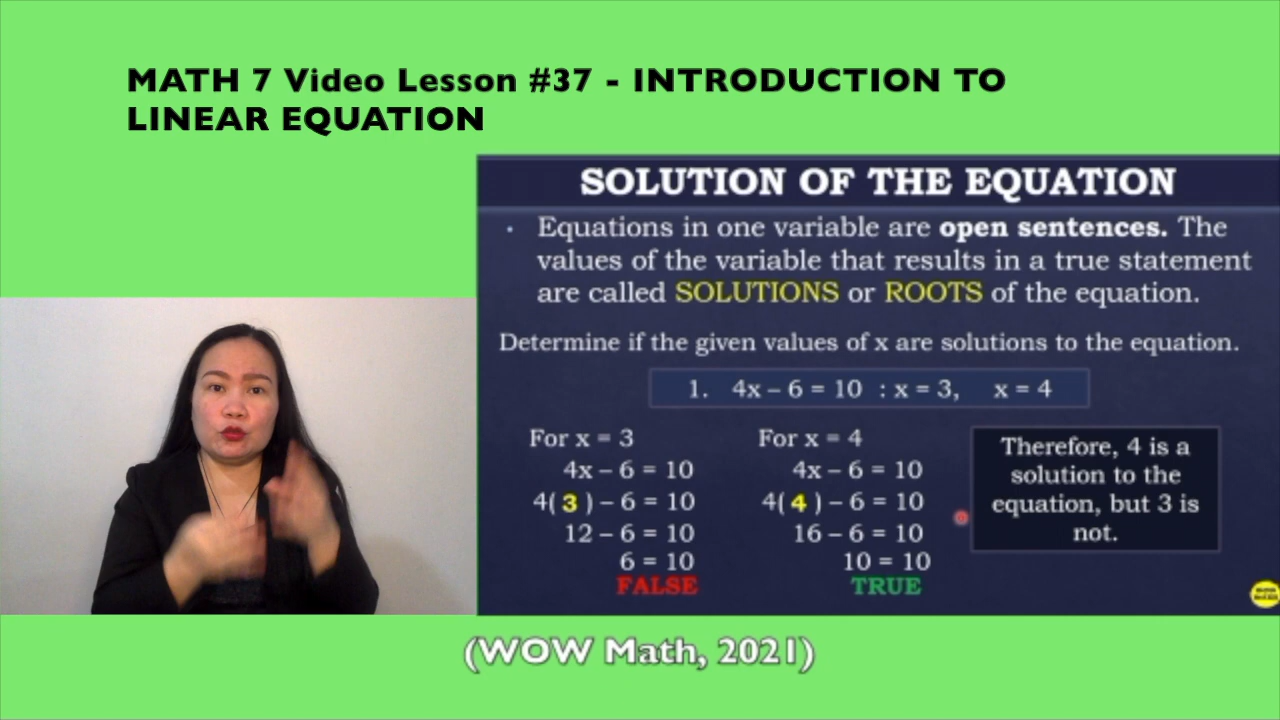 MATH 7 Video Lesson #37 - INTRODUCTION TO
LINEAR EQUATION
SOLUTION OF THE EQUATION
• Equations in one variable are open sentences. The
values of the variable that results in a true statement
are called SOLUTIONS or ROOTS of the equation.
Determine if the given values of x are solutions to the equation.
1. 4x – 6 = 10 : x = 3, x = 4
For x = 3
4x – 6 = 10
4( 3 ) – 6 = 10
12 – 6 = 10
6 = 10
FALSE
For x = 4
4x – 6 = 10
4( 4 ) – 6 = 10
16 – 6 = 10
10 = 10
TRUE
Therefore, 4 is a
solution to the
equation, but 3 is
not.
(WOW Math, 2021)